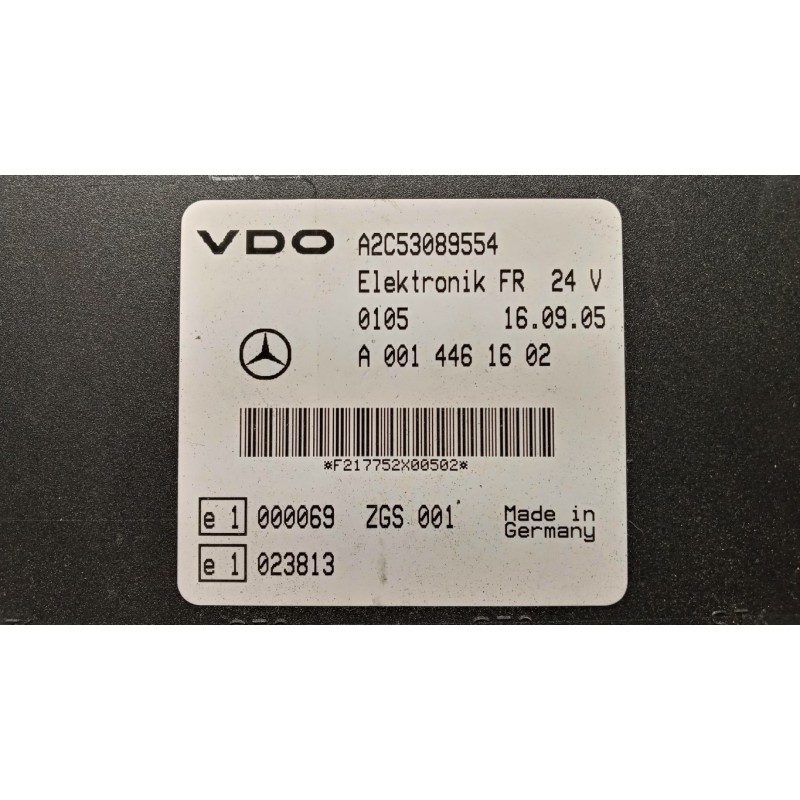 VDO A2C53089554
Elektronik FR 24 V
0105 16.09.05
A 001 446 16 02
*F217752X00502*
e 1 000069 ZGS 001 Made in
Germany
e 1 023813